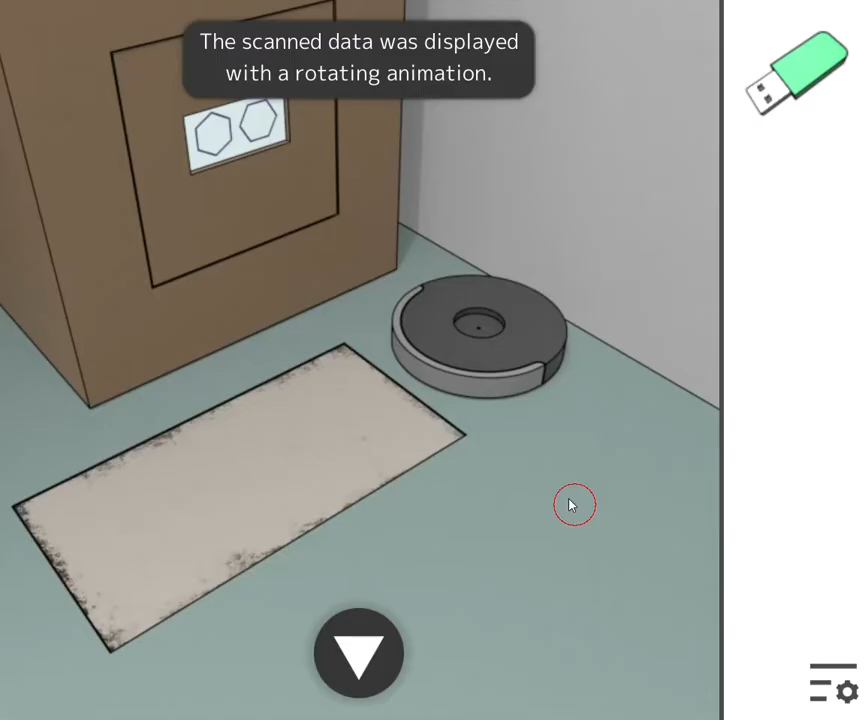 The scanned data was displayed
with a rotating animation.